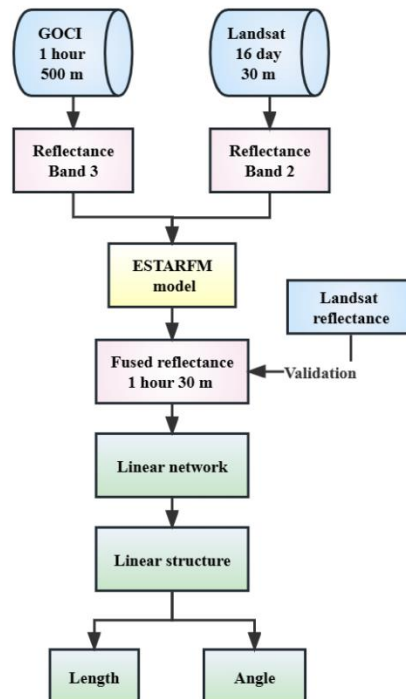 GOCI
1 hour
500 m
Landsat
16 day
30 m
Reflectance
Band 3
Reflectance
Band 2
ESTARFM
model
Landsat
reflectance
Fused reflectance
1 hour 30 m
Validation
Linear network
Linear structure
Length
Angle